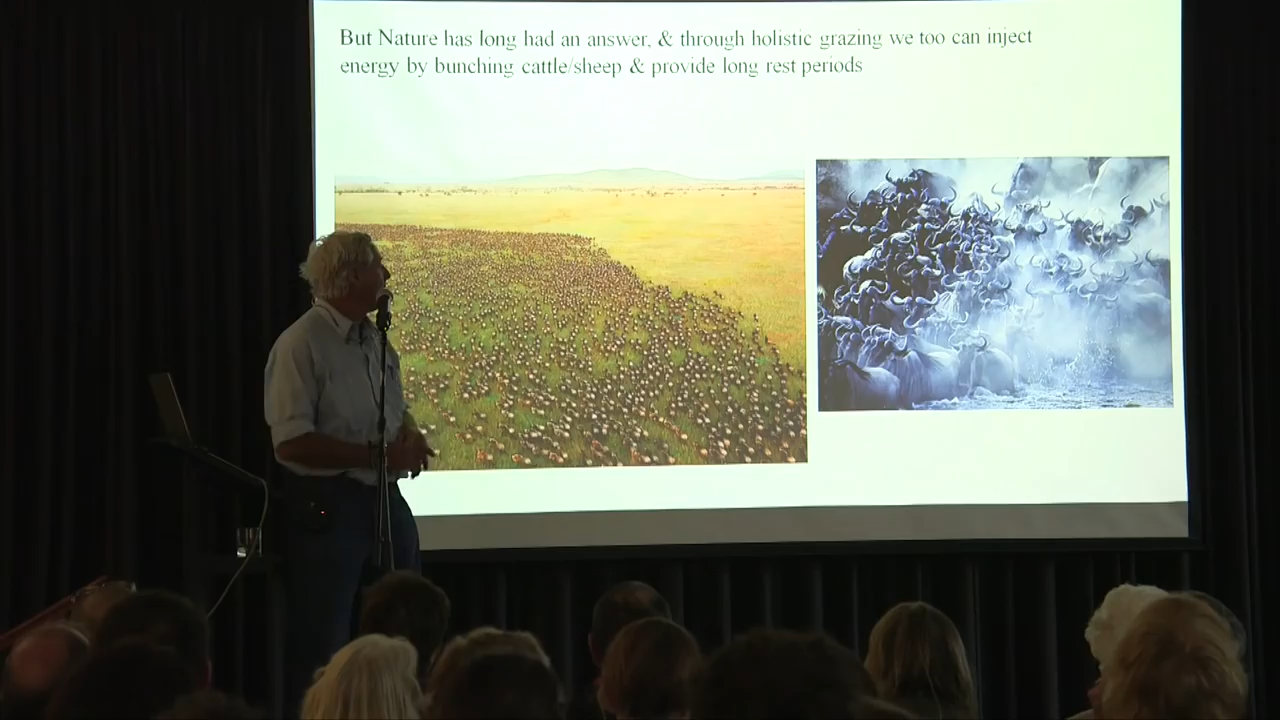 But Nature has long had an answer, & through holistic grazing we too can inject
energy by bunching cattle/sheep & provide long rest periods